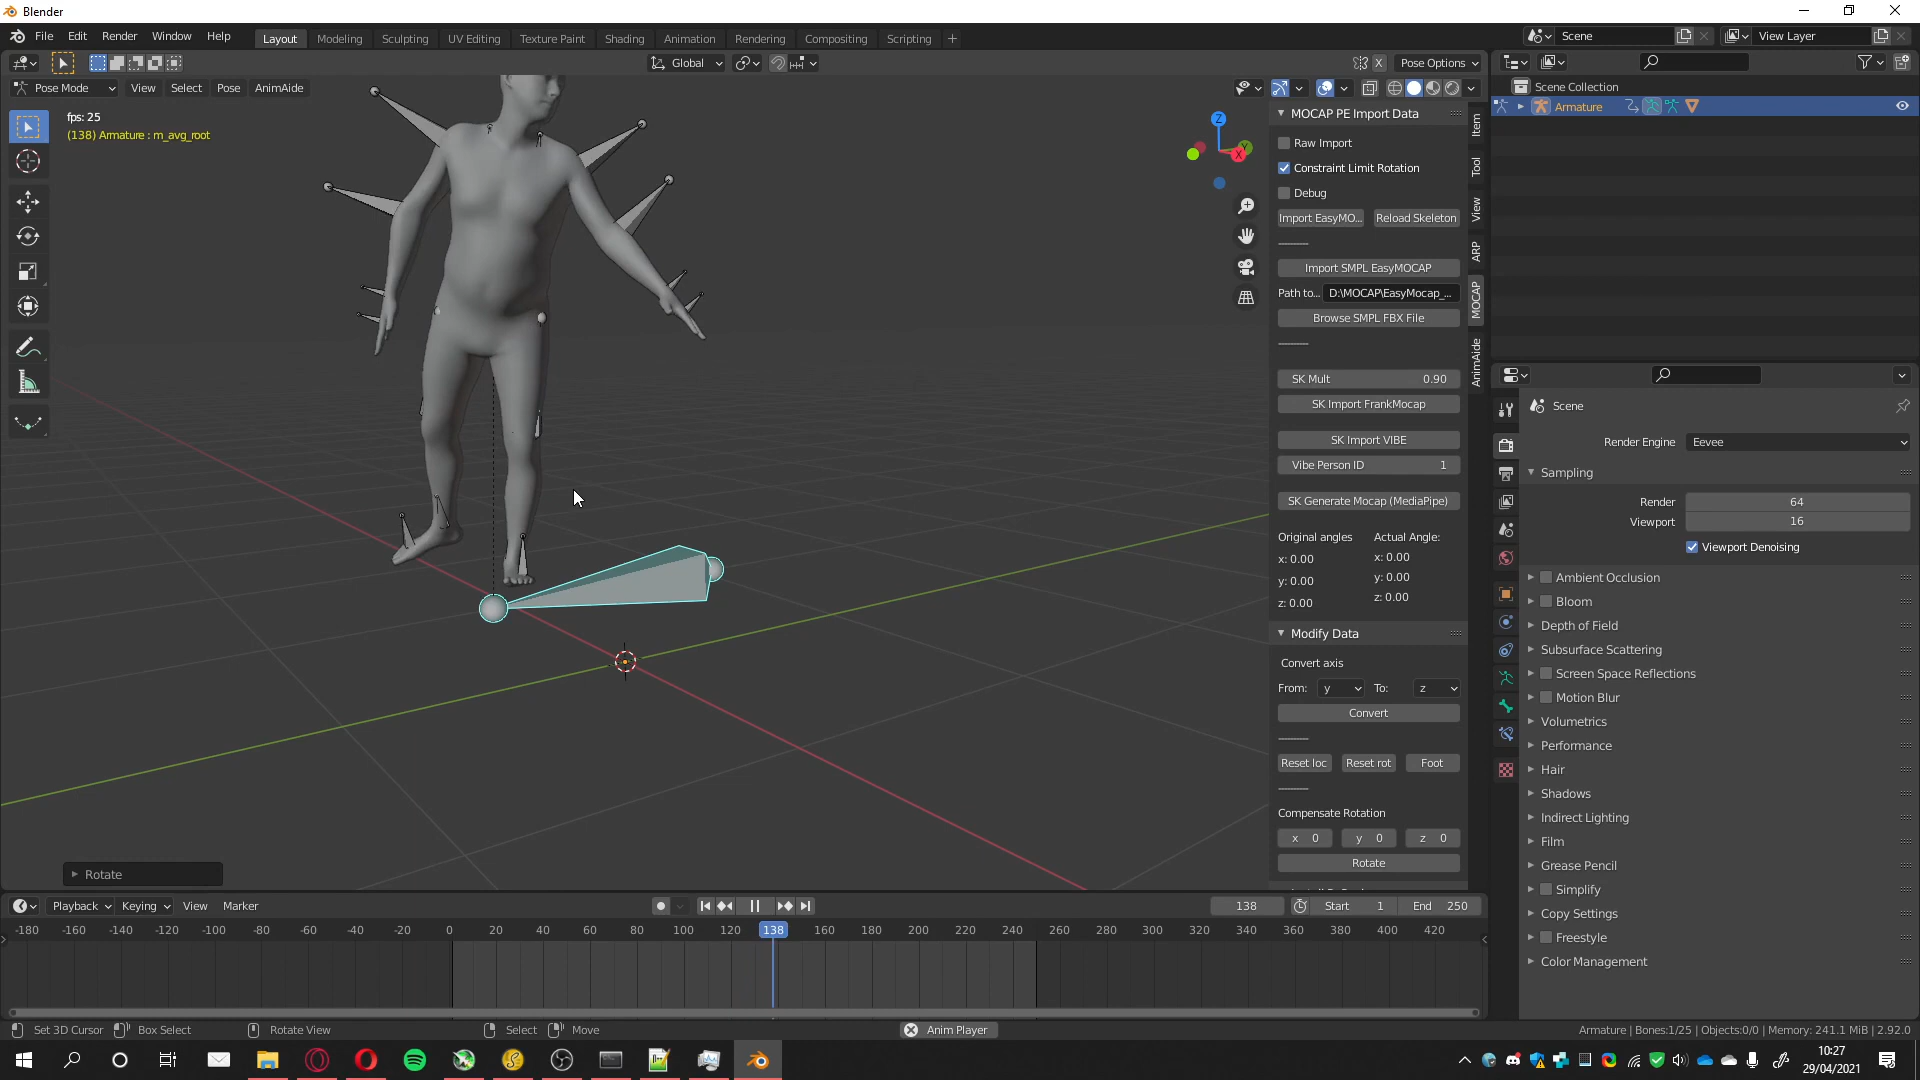 Blender
File Edit Render Window Help
Layout Modeling Sculpting UV Editing Texture Paint Shading Animation Rendering Compositing Scripting +
Scene
View Layer
Global
X Pose Options
Pose Mode View Select Pose AnimAide
fps: 25
(138) Armature : m_avg_root
Z
Y
X
MOCAP PE Import Data
Raw Import
Constraint Limit Rotation
Debug
Import EasyMO... Reload Skeleton
Import SMPL EasyMOCAP
Path to... D:\MOCAP\EasyMocap_...
Browse SMPL FBX File
SK Mult 0.90
SK Import FrankMocap
SK Import VIBE
Vibe Person ID 1
SK Generate Mocap (MediaPipe)
Original angles Actual Angle:
x: 0.00 x: 0.00
y: 0.00 y: 0.00
z: 0.00 z: 0.00
Modify Data
Convert axis
From: y To: z
Convert
Reset loc Reset rot Foot
Compensate Rotation
x 0 y 0 z 0
Rotate
Item
Tool
View
ARP
MOCAP
AnimAide
Scene Collection
Armature
Scene
Render Engine Eevee
Sampling
Render 64
Viewport 16
Viewport Denoising
Ambient Occlusion
Bloom
Depth of Field
Subsurface Scattering
Screen Space Reflections
Motion Blur
Volumetrics
Performance
Hair
Shadows
Indirect Lighting
Film
Grease Pencil
Simplify
Copy Settings
Freestyle
Color Management
Rotate
Playback Keying View Marker
138 Start 1 End 250
-180 -160 -140 -120 -100 -80 -60 -40 -20 0 20 40 60 80 100 120 138 160 180 200 220 240 260 280 300 320 340 360 380 400 420
Set 3D Cursor Box Select Rotate View Select Move Anim Player
Armature | Bones:1/25 | Objects:0/0 | Memory: 241.1 MiB | 2.92.0
10:27
29/04/2021